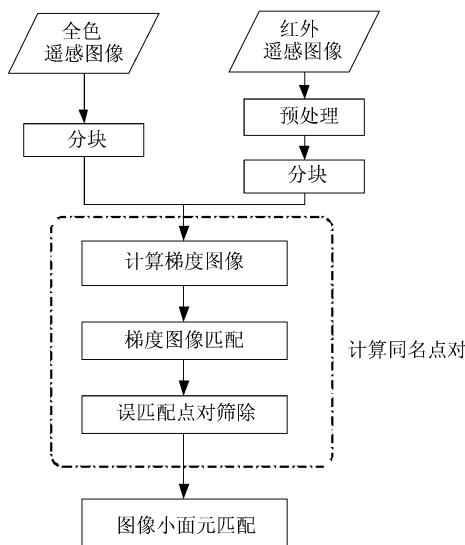 全色
遥感图像
红外
遥感图像
预处理
分块
分块
计算梯度图像
梯度图像匹配
计算同名点对
误匹配点对筛除
图像小面元匹配